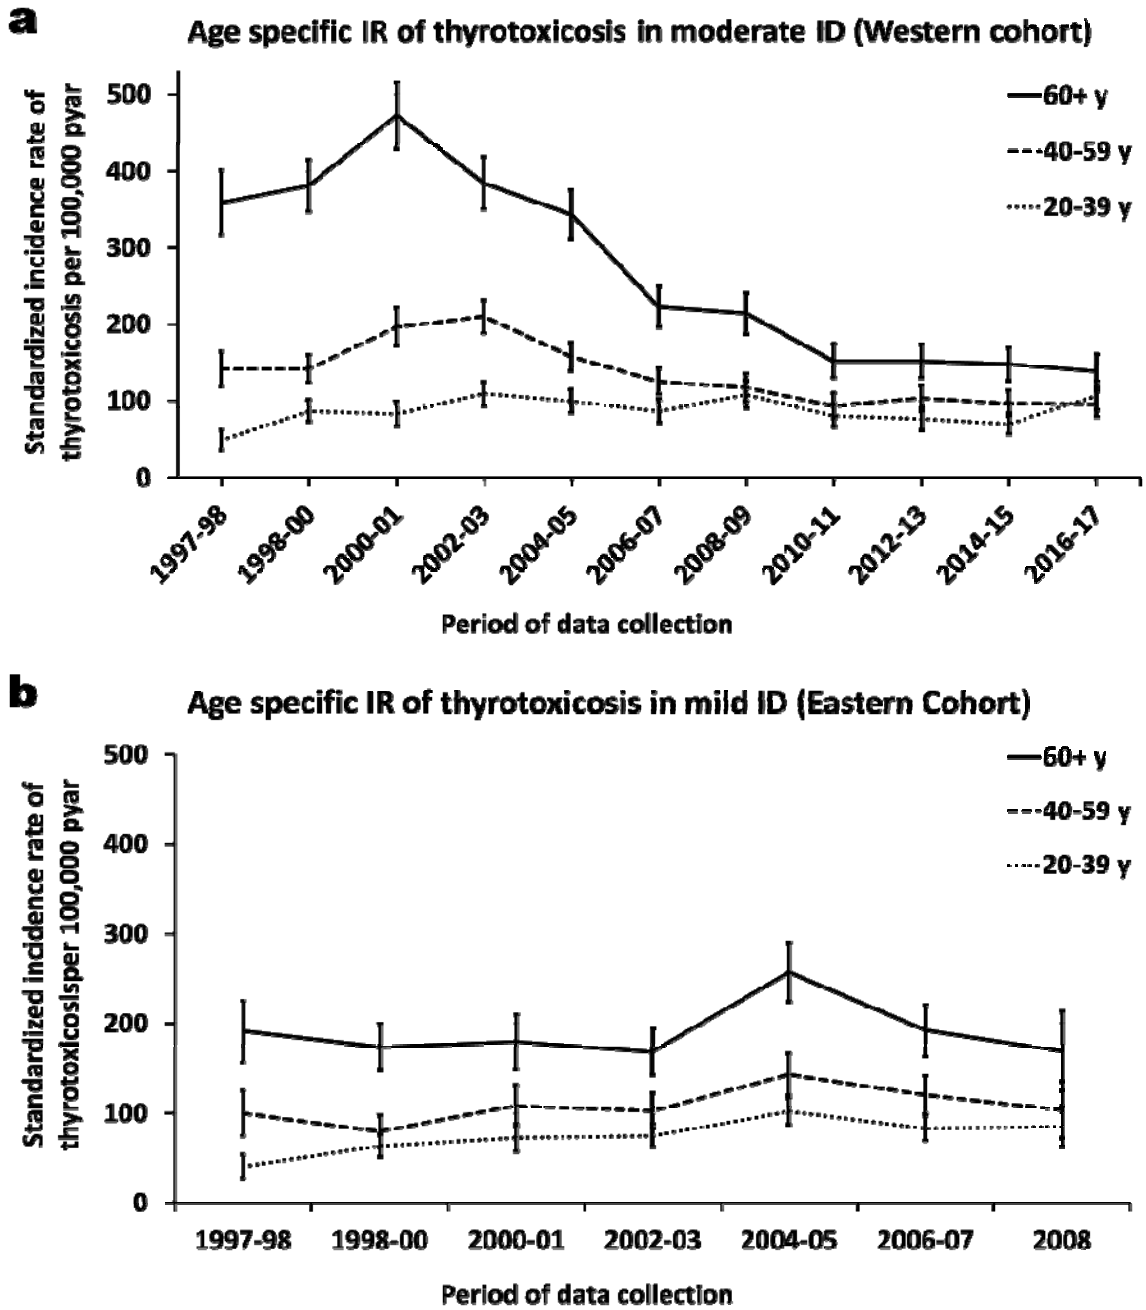 a
Age specific IR of thyrotoxicosis in moderate ID (Western cohort)
Standardized incidence rate of
thyrotoxicosis per 100,000 pyar
500
400
300
200
100
0
60+ y
40-59 y
20-39 y
1997-98
1998-00
2000-01
2002-03
2004-05
2006-07
2008-09
2010-11
2012-13
2014-15
2016-17
Period of data collection
b
Age specific IR of thyrotoxicosis in mild ID (Eastern Cohort)
Standardized incidence rate of
thyrotoxicosisper 100,000 pyar
500
400
300
200
100
0
60+ y
40-59 y
20-39 y
1997-98
1998-00
2000-01
2002-03
2004-05
2006-07
2008
Period of data collection